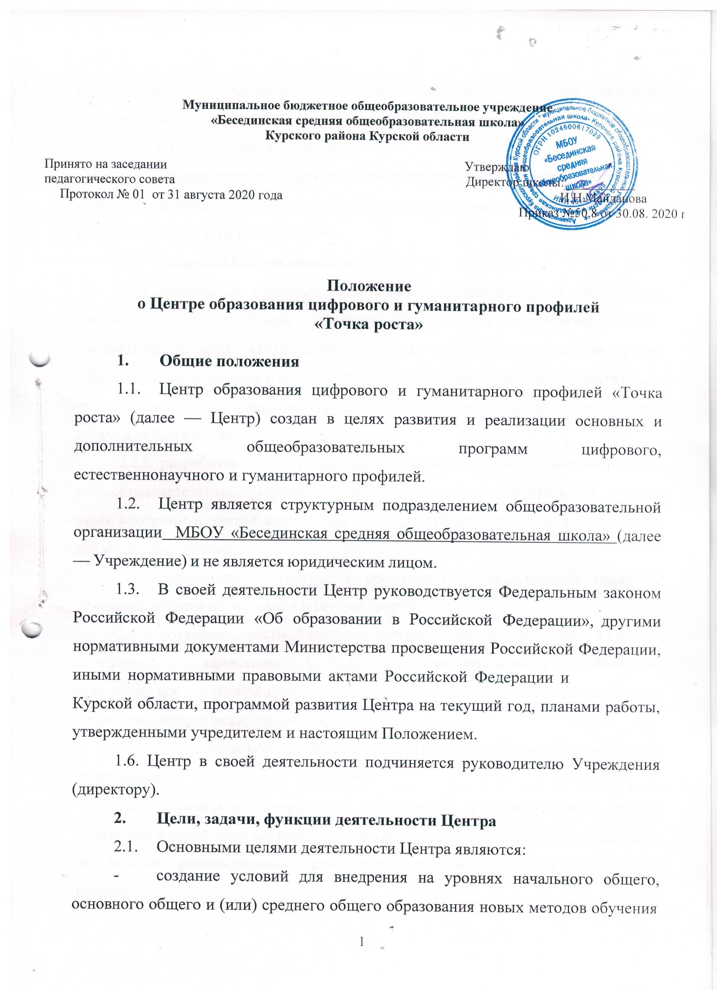 Муниципальное бюджетное общеобразовательное учреждение
«Бесединская средняя общеобразовательная школа»
Курского района Курской области
Принято на заседании
педагогического совета
Протокол № 01 от 31 августа 2020 года
Утверждаю
Директор школы:
И.Н.Майданова
Приказ №50,8 от 30.08. 2020 г
ОГРН 1024600617029
МБОУ
«Бесединская
средняя
общеобразовательная
школа»
Положение
о Центре образования цифрового и гуманитарного профилей
«Точка роста»
1. Общие положения
1.1. Центр образования цифрового и гуманитарного профилей «Точка
роста» (далее — Центр) создан в целях развития и реализации основных и
дополнительных общеобразовательных программ цифрового,
естественнонаучного и гуманитарного профилей.
1.2. Центр является структурным подразделением общеобразовательной
организации МБОУ «Бесединская средняя общеобразовательная школа» (далее
— Учреждение) и не является юридическим лицом.
1.3. В своей деятельности Центр руководствуется Федеральным законом
Российской Федерации «Об образовании в Российской Федерации», другими
нормативными документами Министерства просвещения Российской Федерации,
иными нормативными правовыми актами Российской Федерации и
Курской области, программой развития Центра на текущий год, планами работы,
утвержденными учредителем и настоящим Положением.
1.6. Центр в своей деятельности подчиняется руководителю Учреждения
(директору).
2. Цели, задачи, функции деятельности Центра
2.1. Основными целями деятельности Центра являются:
- создание условий для внедрения на уровнях начального общего,
основного общего и (или) среднего общего образования новых методов обучения
1